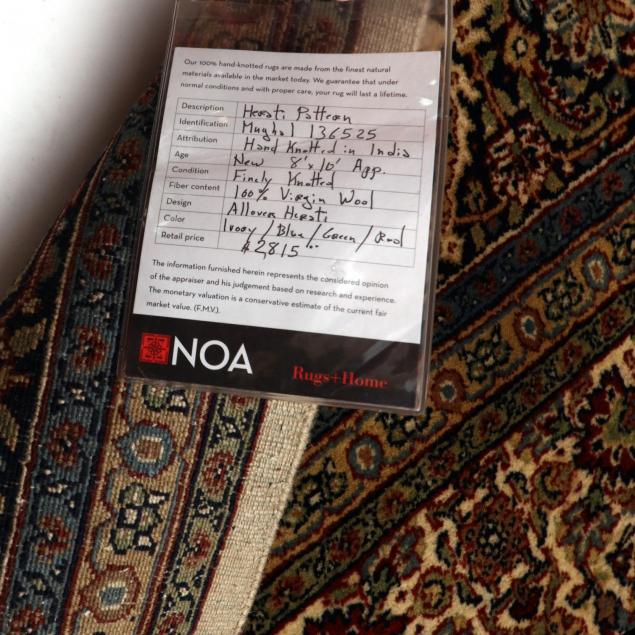 Our 100% hand-knotted rugs are made from the finest natural
materials available in the market today. We guarantee that under
normal conditions and with proper care, your rug will last a lifetime.
Description Heresti Pattern
Identification Mughal 136525
Attribution Hand Knotted in India
Age New 8'x10' App.
Condition Finely Knotted
Fiber content 100% Virgin Wool
Design Allover Heresti
Color Ivory / Blue / Green / Red
Retail price $2815
The information furnished herein represents the considered opinion
of the appraiser and his judgement based on research and experience.
The monetary valuation is a conservative estimate of the current fair
market value. (F.M.V.).
NOA
Rugs+Home